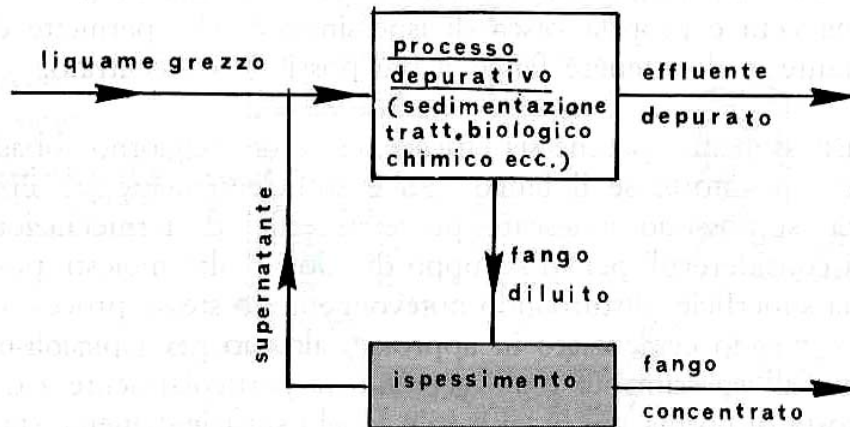 liquame grezzo
processo
depurativo
(sedimentazione
tratt. biologico
chimico ecc.)
effluente
depurato
supernatante
fango
diluito
ispessimento
fango
concentrato